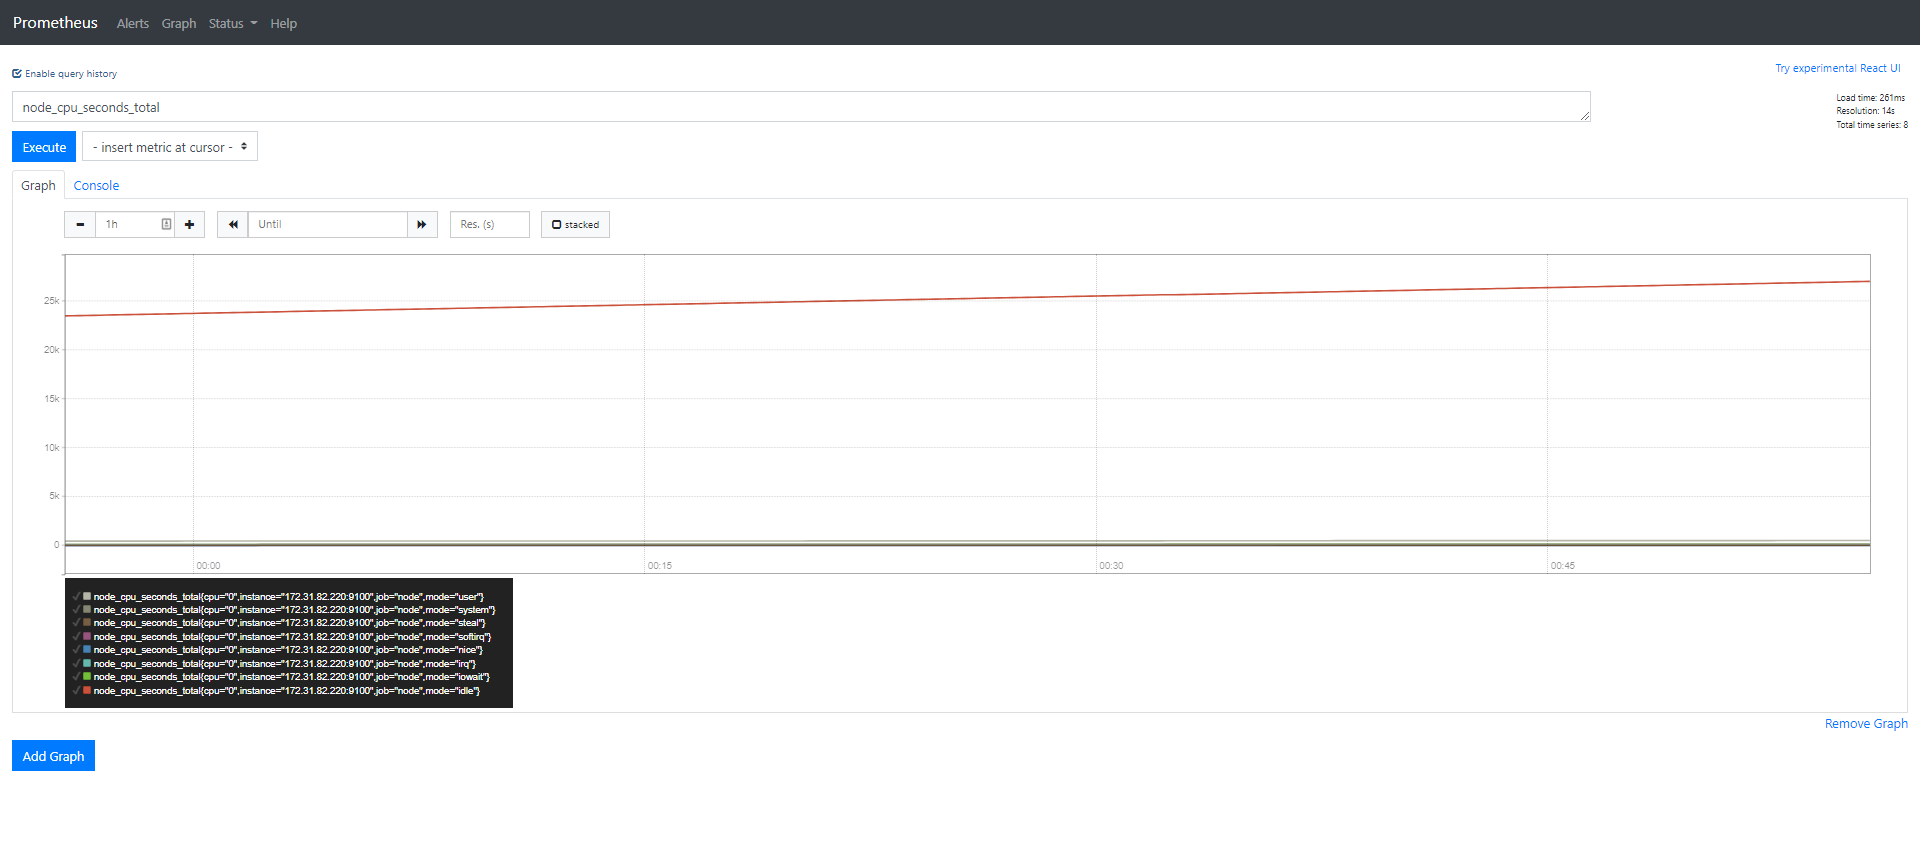 Prometheus Alerts Graph Status Help
Enable query history
Try experimental React UI
node_cpu_seconds_total
Load time: 261ms
Resolution: 14s
Total time series: 8
Execute - insert metric at cursor -
Graph Console
1h Until Res. (s) stacked
25k
20k
15k
10k
5k
0
00:00 00:15 00:30 00:45
node_cpu_seconds_total{cpu="0",instance="172.31.82.220:9100",job="node",mode="user"}
node_cpu_seconds_total{cpu="0",instance="172.31.82.220:9100",job="node",mode="system"}
node_cpu_seconds_total{cpu="0",instance="172.31.82.220:9100",job="node",mode="steal"}
node_cpu_seconds_total{cpu="0",instance="172.31.82.220:9100",job="node",mode="softirq"}
node_cpu_seconds_total{cpu="0",instance="172.31.82.220:9100",job="node",mode="nice"}
node_cpu_seconds_total{cpu="0",instance="172.31.82.220:9100",job="node",mode="irq"}
node_cpu_seconds_total{cpu="0",instance="172.31.82.220:9100",job="node",mode="iowait"}
node_cpu_seconds_total{cpu="0",instance="172.31.82.220:9100",job="node",mode="idle"}
Remove Graph
Add Graph